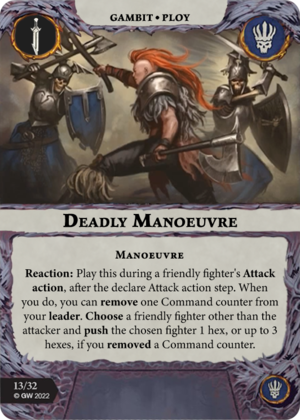 GAMBIT • PLOY
DEADLY MANOEUVRE
MANOEUVRE
Reaction: Play this during a friendly fighter's Attack
action, after the declare Attack action step. When
you do, you can remove one Command counter from
your leader. Choose a friendly fighter other than the
attacker and push the chosen fighter 1 hex, or up to 3
hexes, if you removed a Command counter.
13/32
© GW 2022